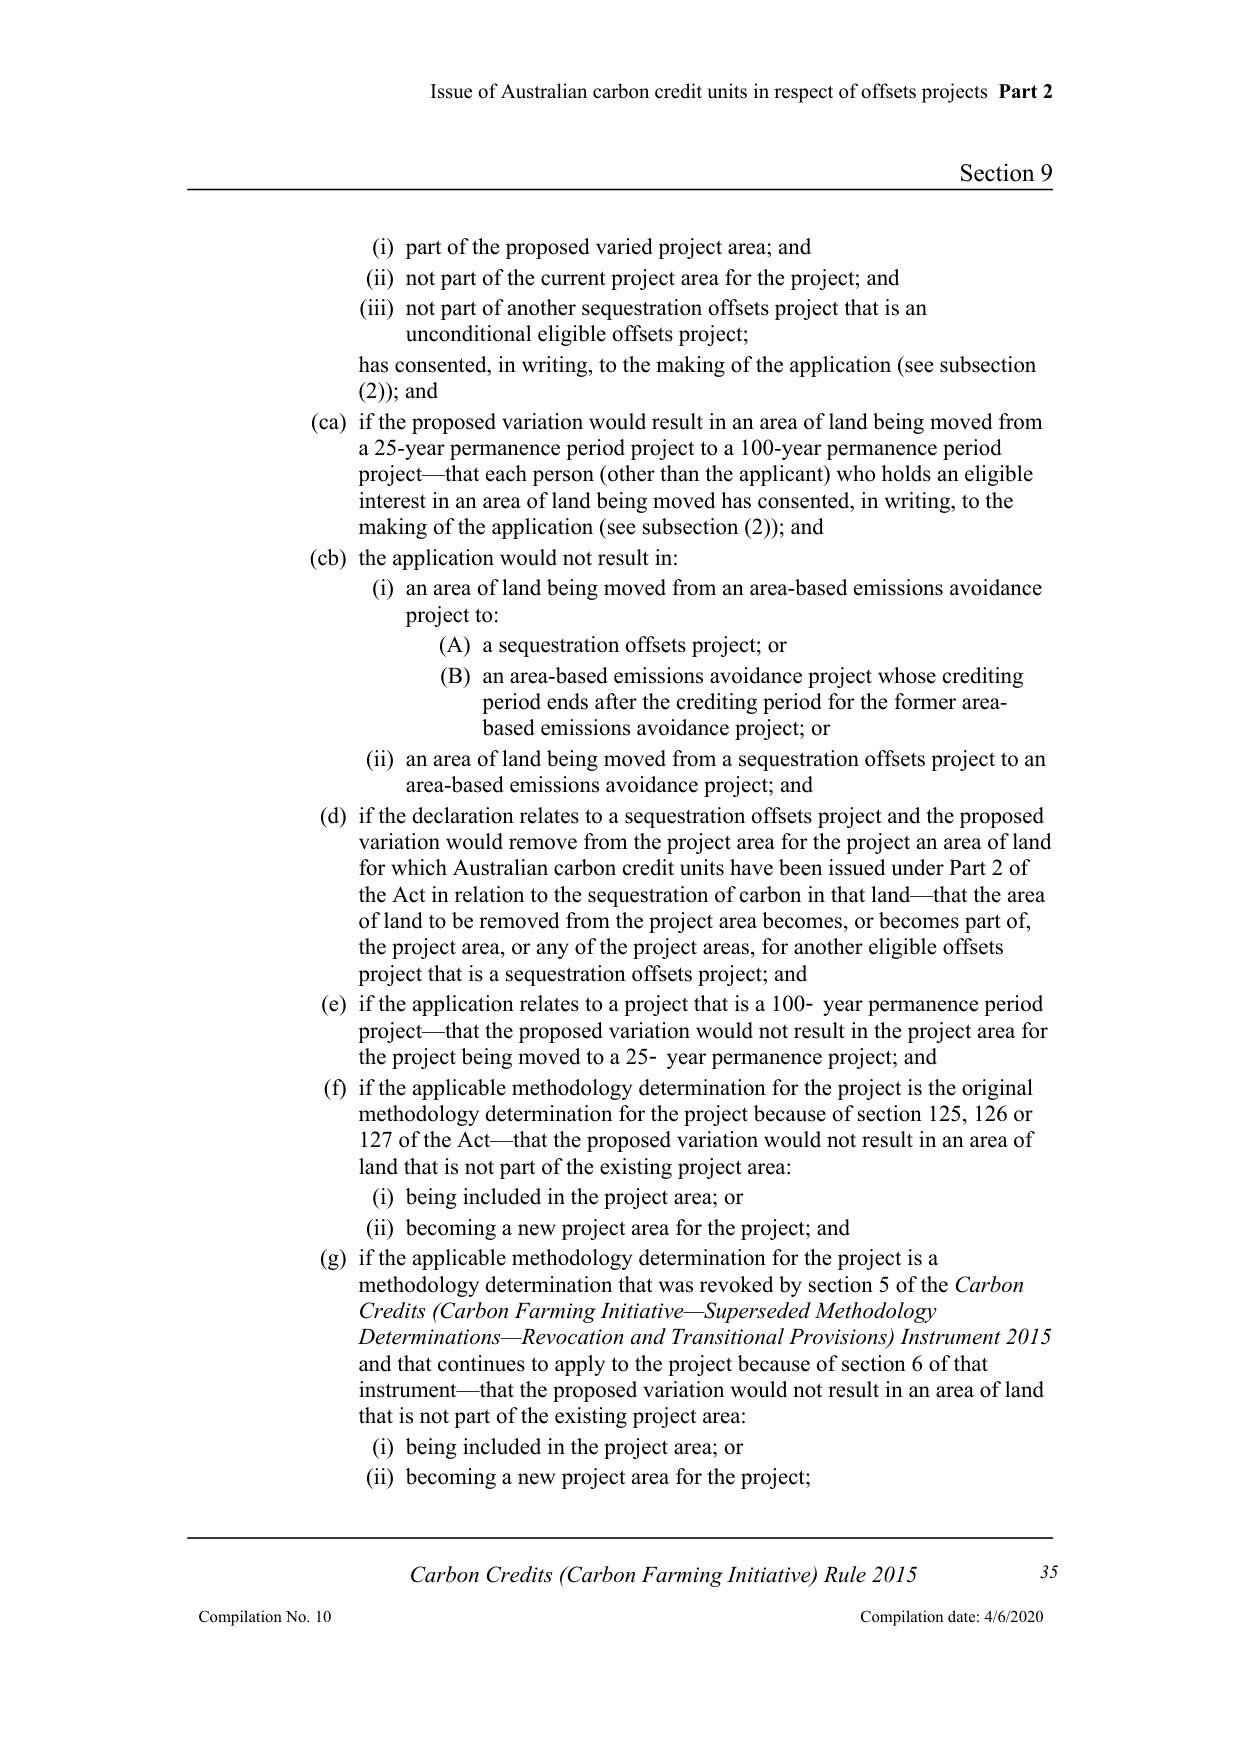 Issue of Australian carbon credit units in respect of offsets projects Part 2
Section 9
(i) part of the proposed varied project area; and
(ii) not part of the current project area for the project; and
(iii) not part of another sequestration offsets project that is an
unconditional eligible offsets project;
has consented, in writing, to the making of the application (see subsection
(2)); and
(ca) if the proposed variation would result in an area of land being moved from
a 25-year permanence period project to a 100-year permanence period
project—that each person (other than the applicant) who holds an eligible
interest in an area of land being moved has consented, in writing, to the
making of the application (see subsection (2)); and
(cb) the application would not result in:
(i) an area of land being moved from an area-based emissions avoidance
project to:
(A) a sequestration offsets project; or
(B) an area-based emissions avoidance project whose crediting
period ends after the crediting period for the former area-
based emissions avoidance project; or
(ii) an area of land being moved from a sequestration offsets project to an
area-based emissions avoidance project; and
(d) if the declaration relates to a sequestration offsets project and the proposed
variation would remove from the project area for the project an area of land
for which Australian carbon credit units have been issued under Part 2 of
the Act in relation to the sequestration of carbon in that land—that the area
of land to be removed from the project area becomes, or becomes part of,
the project area, or any of the project areas, for another eligible offsets
project that is a sequestration offsets project; and
(e) if the application relates to a project that is a 100- year permanence period
project—that the proposed variation would not result in the project area for
the project being moved to a 25- year permanence project; and
(f) if the applicable methodology determination for the project is the original
methodology determination for the project because of section 125, 126 or
127 of the Act—that the proposed variation would not result in an area of
land that is not part of the existing project area:
(i) being included in the project area; or
(ii) becoming a new project area for the project; and
(g) if the applicable methodology determination for the project is a
methodology determination that was revoked by section 5 of the Carbon
Credits (Carbon Farming Initiative—Superseded Methodology
Determinations—Revocation and Transitional Provisions) Instrument 2015
and that continues to apply to the project because of section 6 of that
instrument—that the proposed variation would not result in an area of land
that is not part of the existing project area:
(i) being included in the project area; or
(ii) becoming a new project area for the project;
Carbon Credits (Carbon Farming Initiative) Rule 2015 35
Compilation No. 10 Compilation date: 4/6/2020